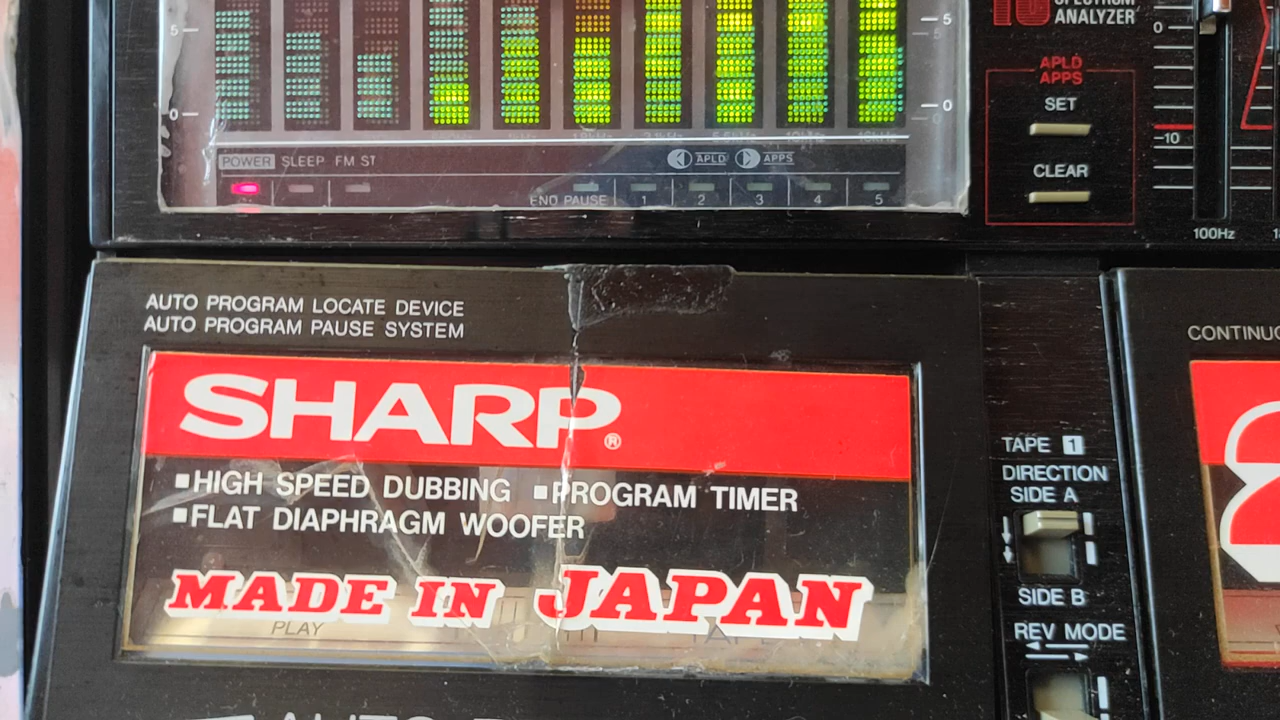 SPECTRUM
10 ANALYZER
5
5
0
0
0
APLD
APPS
SET
-10
CLEAR
100Hz
POWER SLEEP FM ST
APLD APPS
END PAUSE 1 2 3 4 5
AUTO PROGRAM LOCATE DEVICE
AUTO PROGRAM PAUSE SYSTEM
SHARP®
■HIGH SPEED DUBBING ■PROGRAM TIMER
■FLAT DIAPHRAGM WOOFER
MADE IN JAPAN
PLAY
TAPE 1
DIRECTION
SIDE A
SIDE B
REV MODE